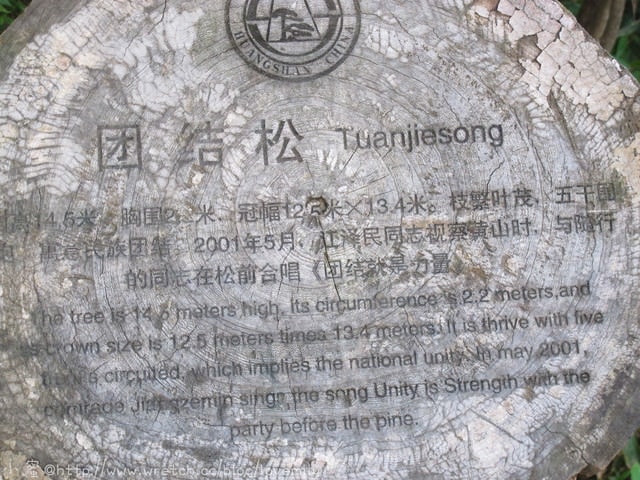 HUANGSHAN CHINA
团结松 Tuanjiesong
高14.6米，胸围2.2米，冠幅12.5米×13.4米。枝繁叶茂，五干围
寓意民族团结。2001年5月，江泽民同志视察黄山时，与随行
的同志在松前合唱《团结就是力量
he tree is 14.6 meters high, Its circumference is 2.2 meters,and
s crown size is 12.5 meters times 13.4 meters. It is thrive with five
circuited, which implies the national unity. In may 2001,
comrade Jiangzemin singn the song Unity is Strength with the
party before the pine.
@http://www.wretch.cc/blog/